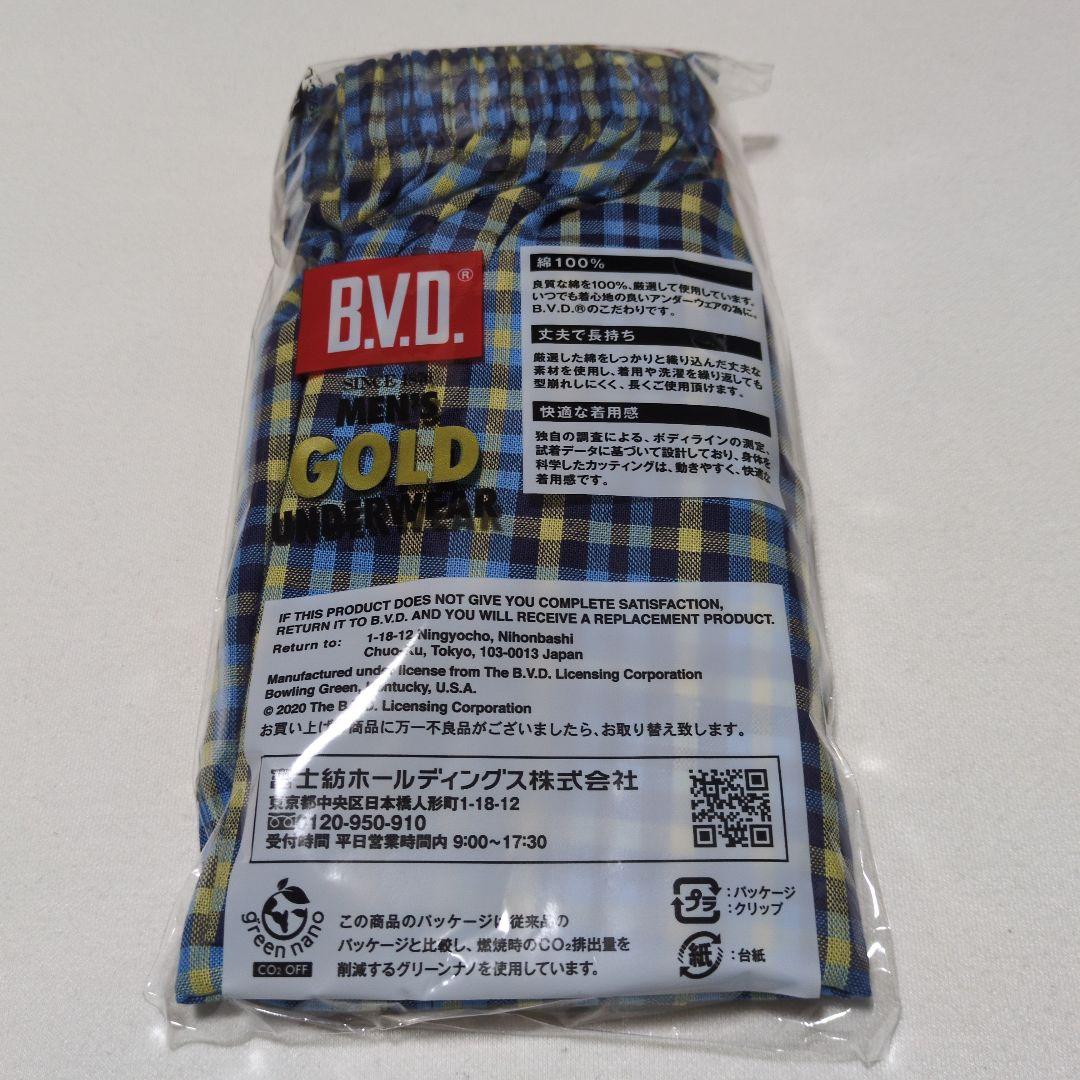 B.V.D.®
SINCE
MEN'S
GOLD
UNDERWEAR
綿100%
良質な綿を100%、厳選して使用しています。
いつでも着心地の良いアンダーウェアの為に。
B.V.D.®のこだわりです。
丈夫で長持ち
厳選した綿をしっかりと織り込んだ丈夫な
素材を使用し、着用や洗濯を繰り返しても
型崩れしにくく、長くご使用頂けます。
快適な着用感
独自の調査による、ボディラインの測定、
試着データに基づいて設計しており、身体を
科学したカッティングは、動きやすく、快適な
着用感です。
IF THIS PRODUCT DOES NOT GIVE YOU COMPLETE SATISFACTION,
RETURN IT TO B.V.D. AND YOU WILL RECEIVE A REPLACEMENT PRODUCT.
Return to: 1-18-12 Ningyocho, Nihonbashi
Chuo-Ku, Tokyo, 103-0013 Japan
Manufactured under license from The B.V.D. Licensing Corporation
Bowling Green, Kentucky, U.S.A.
© 2020 The B.V.D. Licensing Corporation
お買い上げ商品に万一不良品がございましたら、お取り替え致します。
富士紡ホールディングス株式会社
東京都中央区日本橋人形町1-18-12
0120-950-910
受付時間 平日営業時間内 9:00~17:30
green nano
CO₂ OFF
この商品のパッケージは従来品の
パッケージと比較し、燃焼時のCO₂排出量を
削減するグリーンナノを使用しています。
プラ :パッケージ
:クリップ
紙 :台紙